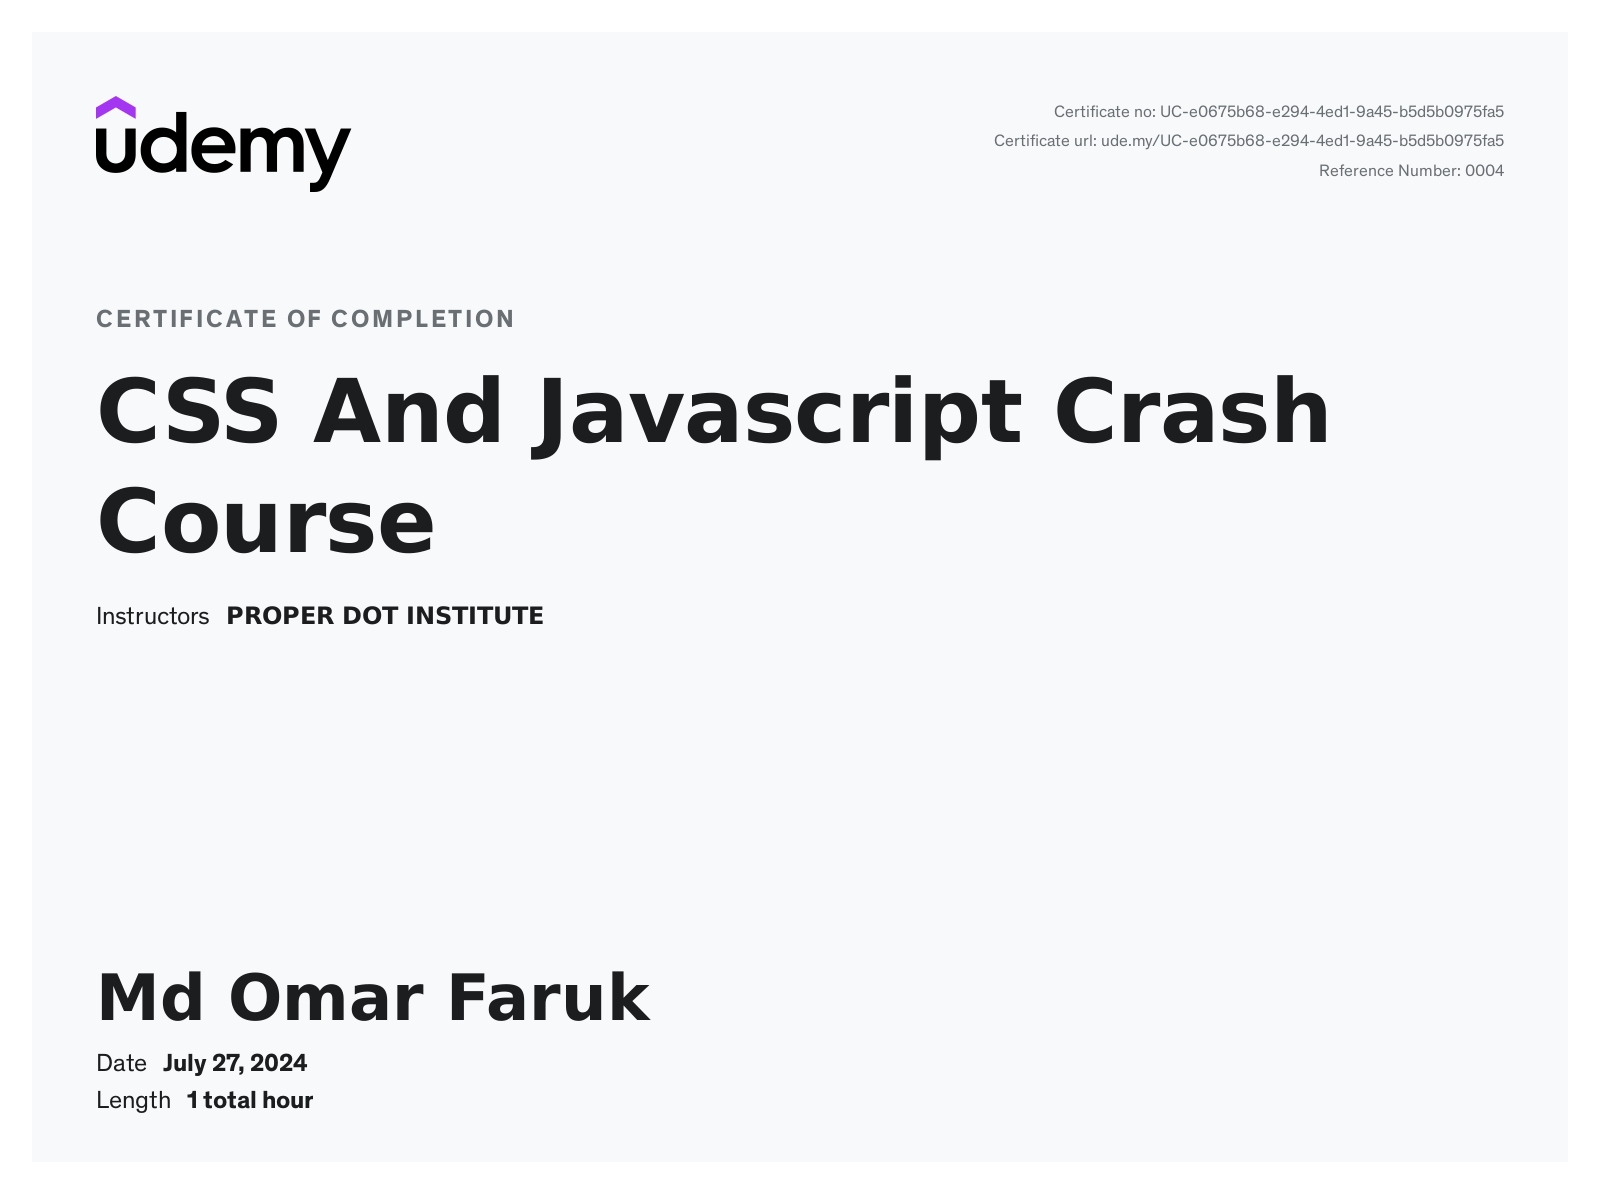 udemy
Certificate no: UC-e0675b68-e294-4ed1-9a45-b5d5b0975fa5
Certificate url: ude.my/UC-e0675b68-e294-4ed1-9a45-b5d5b0975fa5
Reference Number: 0004
CERTIFICATE OF COMPLETION
CSS And Javascript Crash
Course
Instructors PROPER DOT INSTITUTE
Md Omar Faruk
Date July 27, 2024
Length 1 total hour